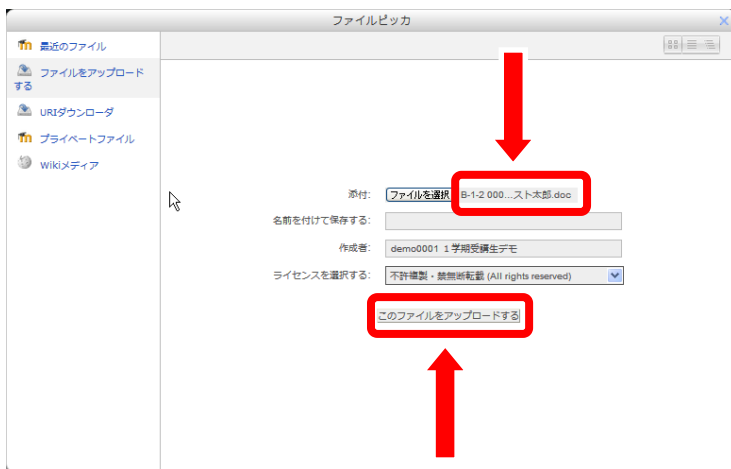 ファイルピッカ
最近のファイル
ファイルをアップロード
する
URIダウンローダ
プライベートファイル
Wikiメディア
添付: ファイルを選択 B-1-2 000...スト太郎.doc
名前を付けて保存する:
作成者: demo0001 1学期受講生デモ
ライセンスを選択する: 不許複製・禁無断転載 (All rights reserved)
このファイルをアップロードする